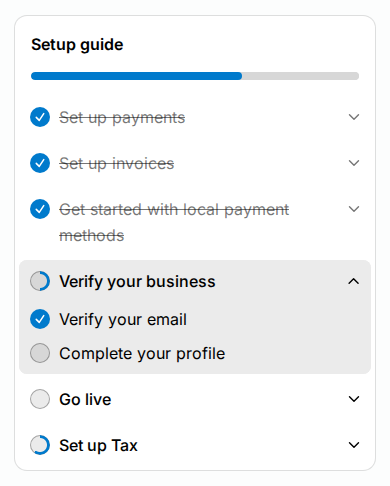 Setup guide
Set up payments
Set up invoices
Get started with local payment
methods
Verify your business
Verify your email
Complete your profile
Go live
Set up Tax